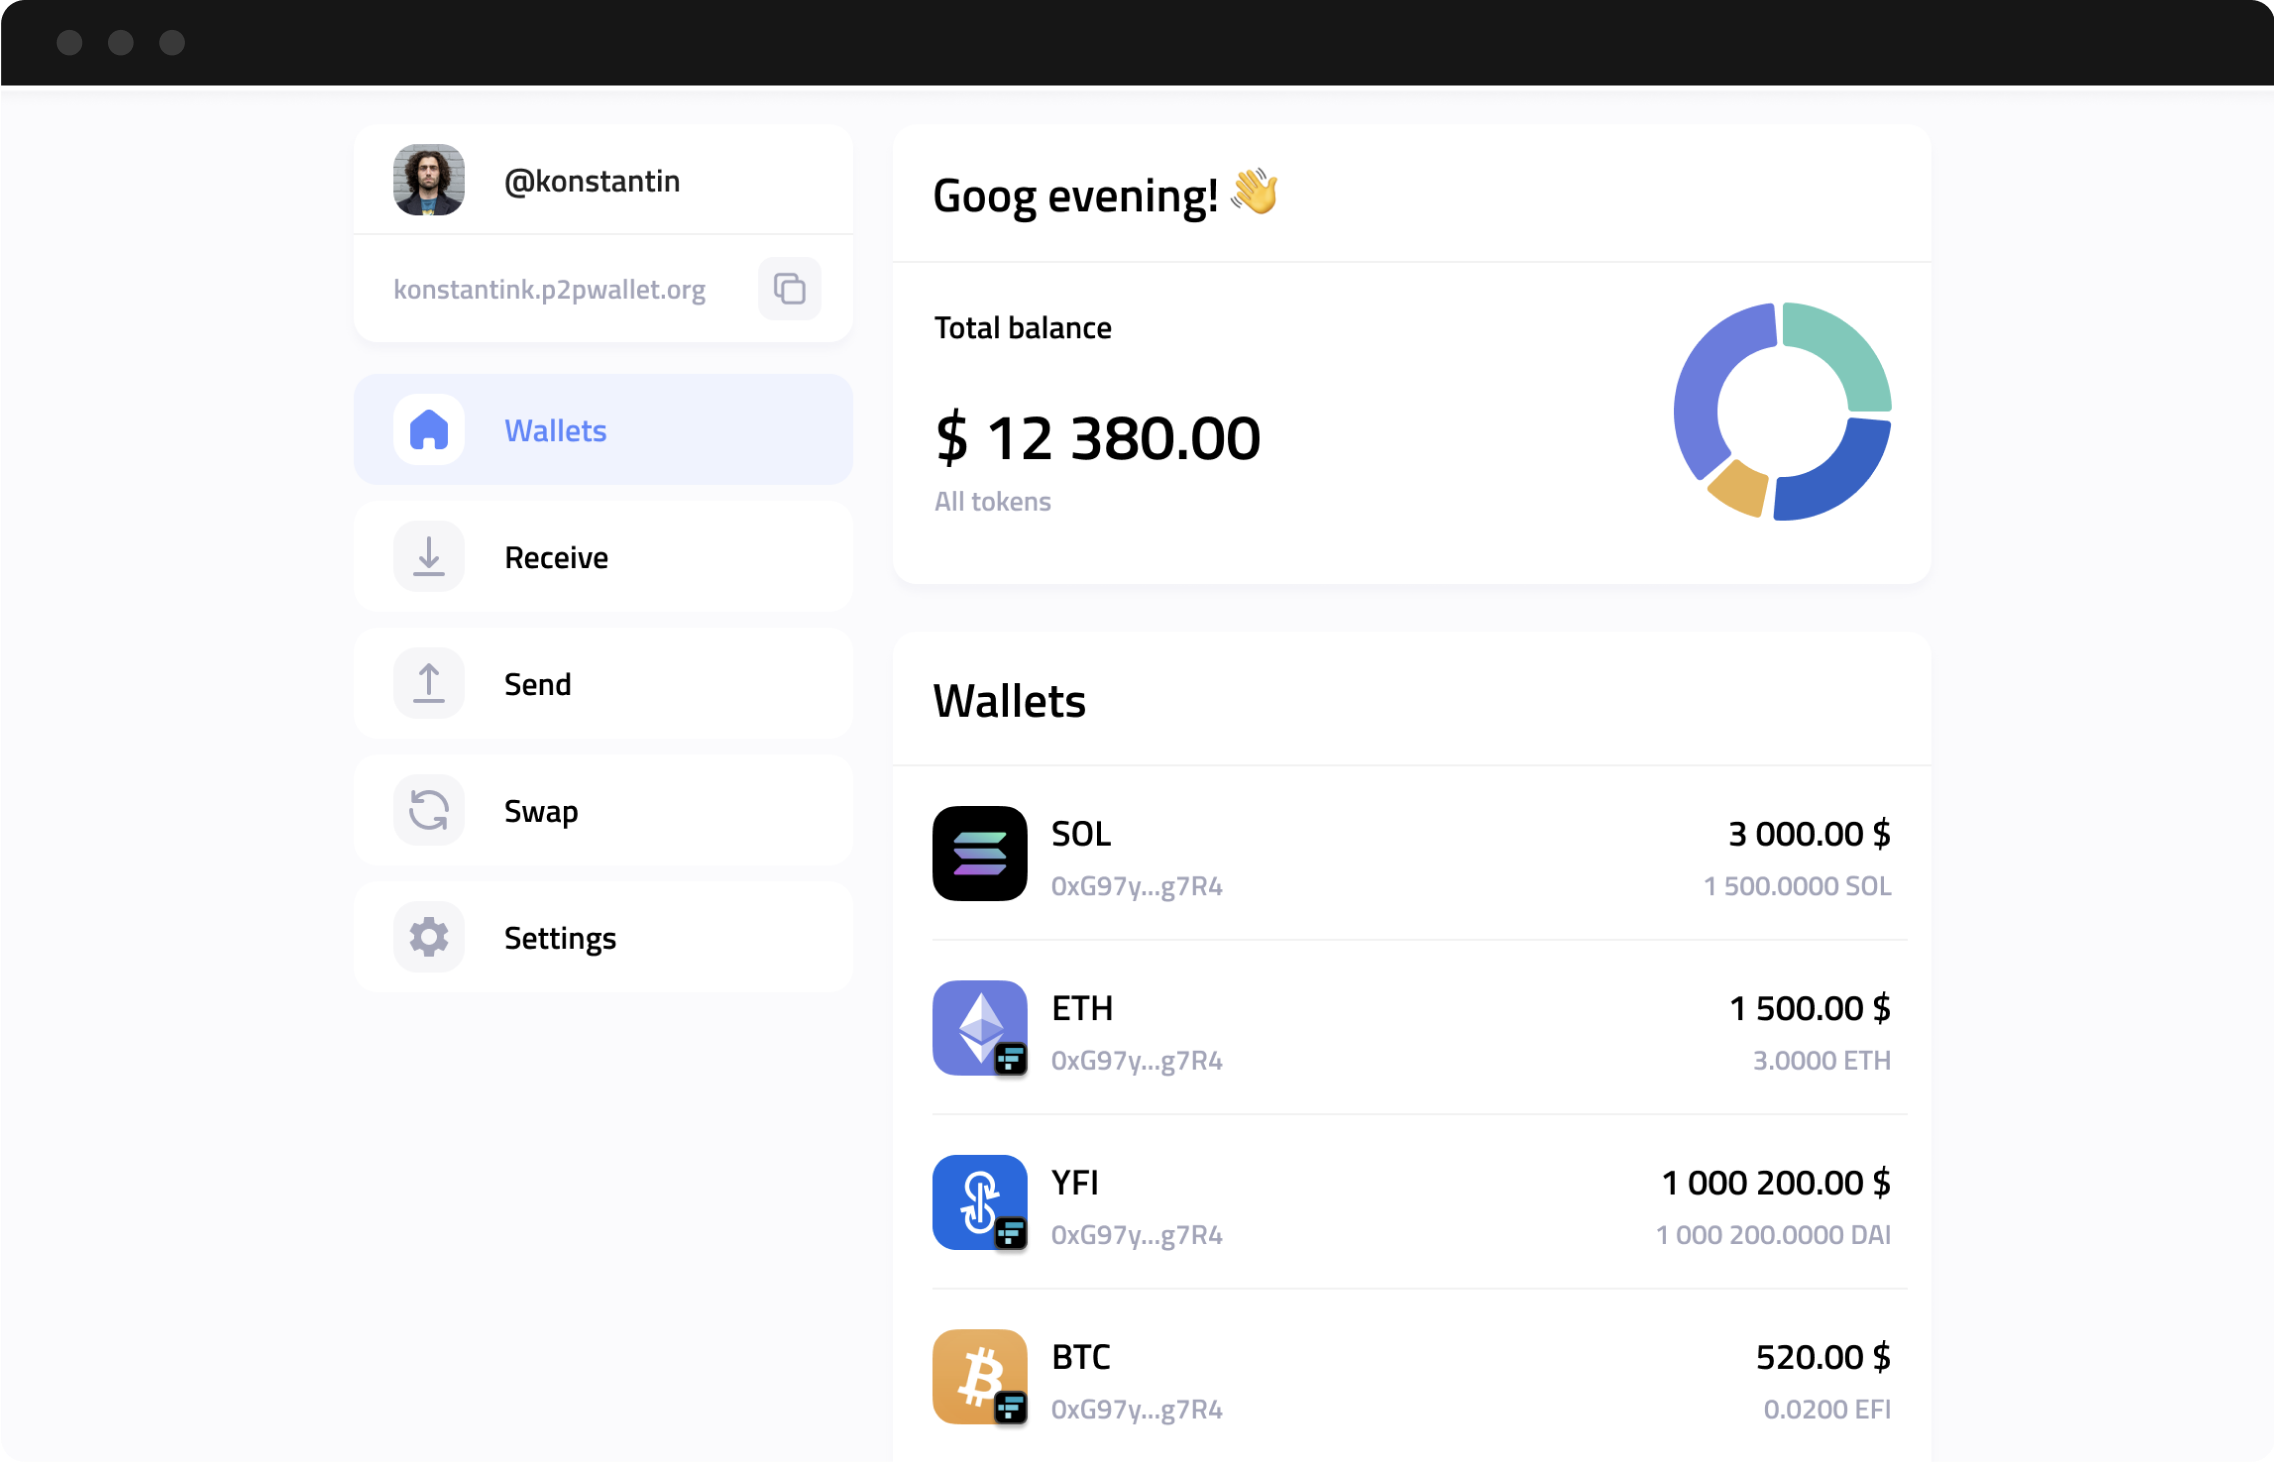 @konstantin
konstantink.p2pwallet.org
Wallets
Receive
Send
Swap
Settings
Goog evening! 👋
Total balance
$ 12 380.00
All tokens
Wallets
SOL
3 000.00 $
0xG97y...g7R4
1 500.0000 SOL
ETH
1 500.00 $
0xG97y...g7R4
3.0000 ETH
YFI
1 000 200.00 $
0xG97y...g7R4
1 000 200.0000 DAI
BTC
520.00 $
0xG97y...g7R4
0.0200 EFI